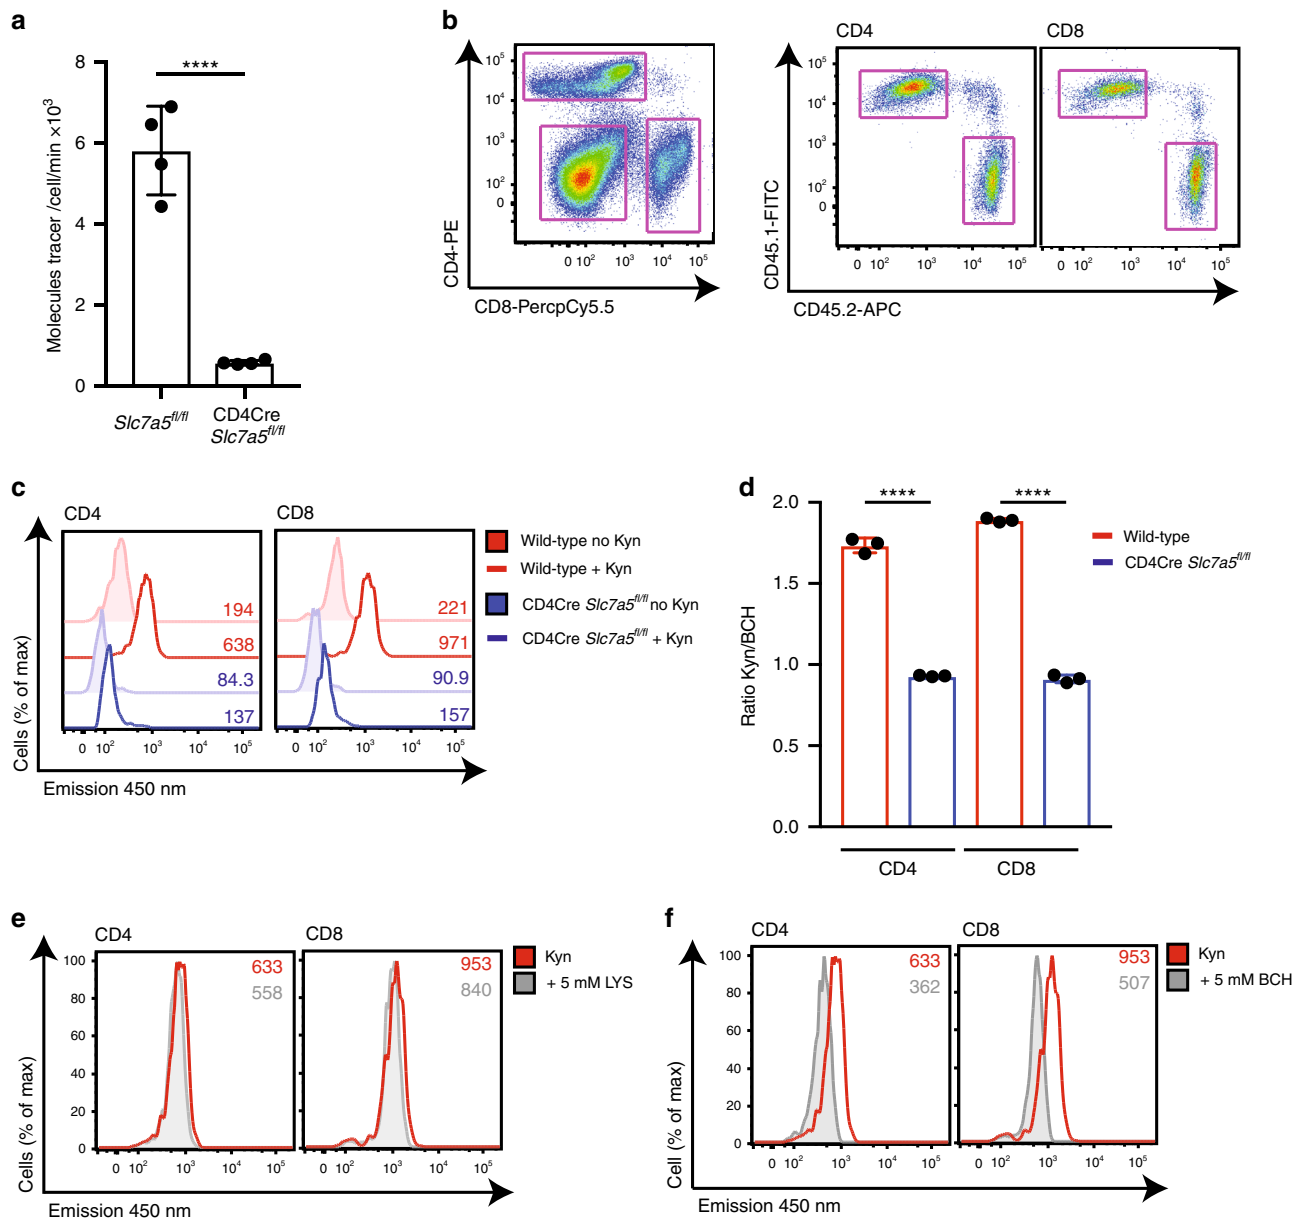 a
****
8
6
4
2
0
Molecules tracer /cell/min ×10³
Slc7a5fl/fl
CD4Cre
Slc7a5fl/fl
b
10⁵
10⁴
10³
10²
0
0 10² 10³ 10⁴ 10⁵
CD4-PE
CD8-PercpCy5.5
CD4
CD8
10⁵
10⁴
10³
10²
0
0 10² 10³ 10⁴ 10⁵
0 10² 10³ 10⁴ 10⁵
CD45.1-FITC
CD45.2-APC
c
CD4
CD8
194
638
84.3
137
221
971
90.9
157
0 10² 10³ 10⁴ 10⁵
0 10² 10³ 10⁴ 10⁵
Cells (% of max)
Emission 450 nm
Wild-type no Kyn
Wild-type + Kyn
CD4Cre Slc7a5fl/fl no Kyn
CD4Cre Slc7a5fl/fl + Kyn
d
2.0
1.5
1.0
0.5
0.0
Ratio Kyn/BCH
****
****
CD4
CD8
Wild-type
CD4Cre Slc7a5fl/fl
e
CD4
CD8
100
80
60
40
20
0
633
558
953
840
0 10² 10³ 10⁴ 10⁵
0 10² 10³ 10⁴ 10⁵
Cells (% of max)
Emission 450 nm
Kyn
+ 5 mM LYS
f
CD4
CD8
100
80
60
40
20
0
633
362
953
507
0 10² 10³ 10⁴ 10⁵
0 10² 10³ 10⁴ 10⁵
Cell (% of max)
Emission 450 nm
Kyn
+ 5 mM BCH